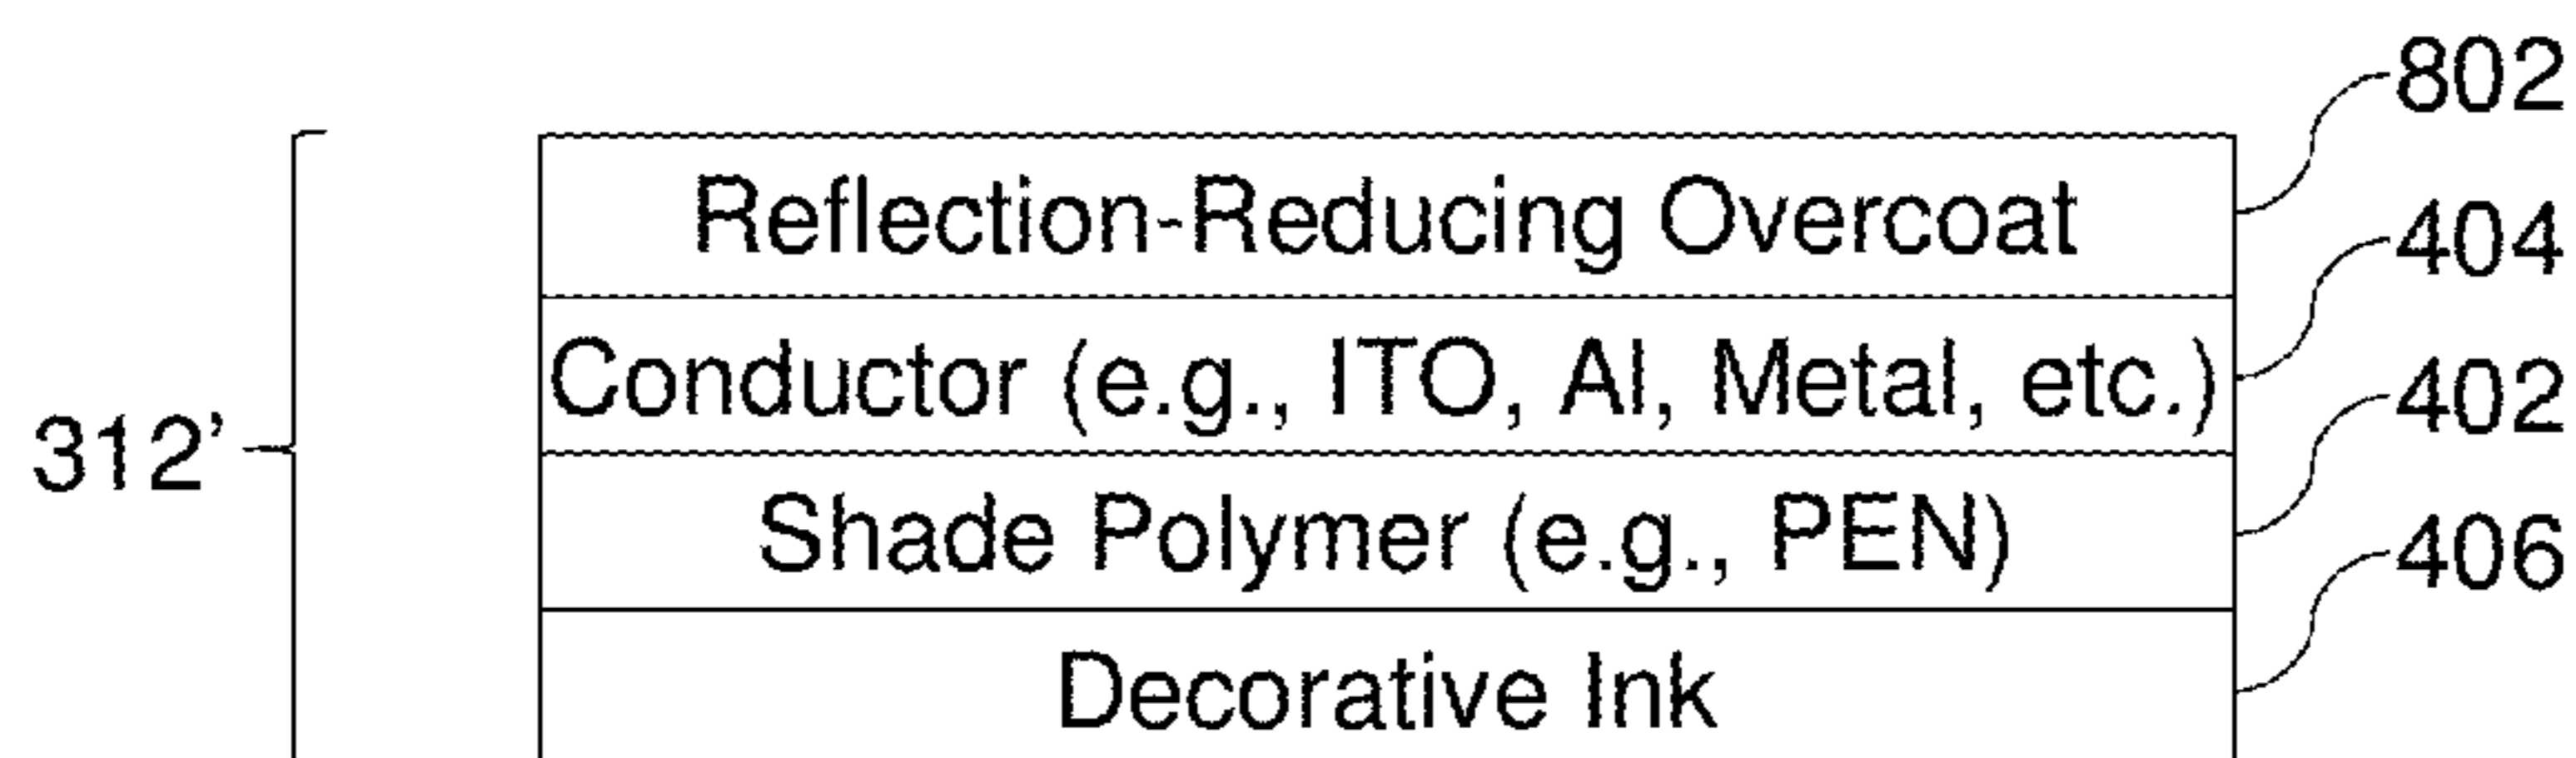 802
Reflection-Reducing Overcoat
404
Conductor (e.g., ITO, Al, Metal, etc.)
402
312’
Shade Polymer (e.g., PEN)
406
Decorative Ink